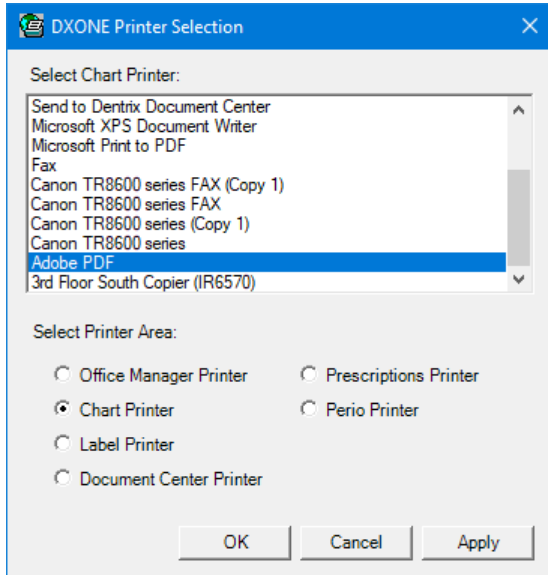 DXONE Printer Selection
Select Chart Printer:
Send to Dentrix Document Center
Microsoft XPS Document Writer
Microsoft Print to PDF
Fax
Canon TR8600 series FAX (Copy 1)
Canon TR8600 series FAX
Canon TR8600 series (Copy 1)
Canon TR8600 series
Adobe PDF
3rd Floor South Copier (IR6570)
Select Printer Area:
Office Manager Printer
Prescriptions Printer
Chart Printer
Perio Printer
Label Printer
Document Center Printer
OK
Cancel
Apply